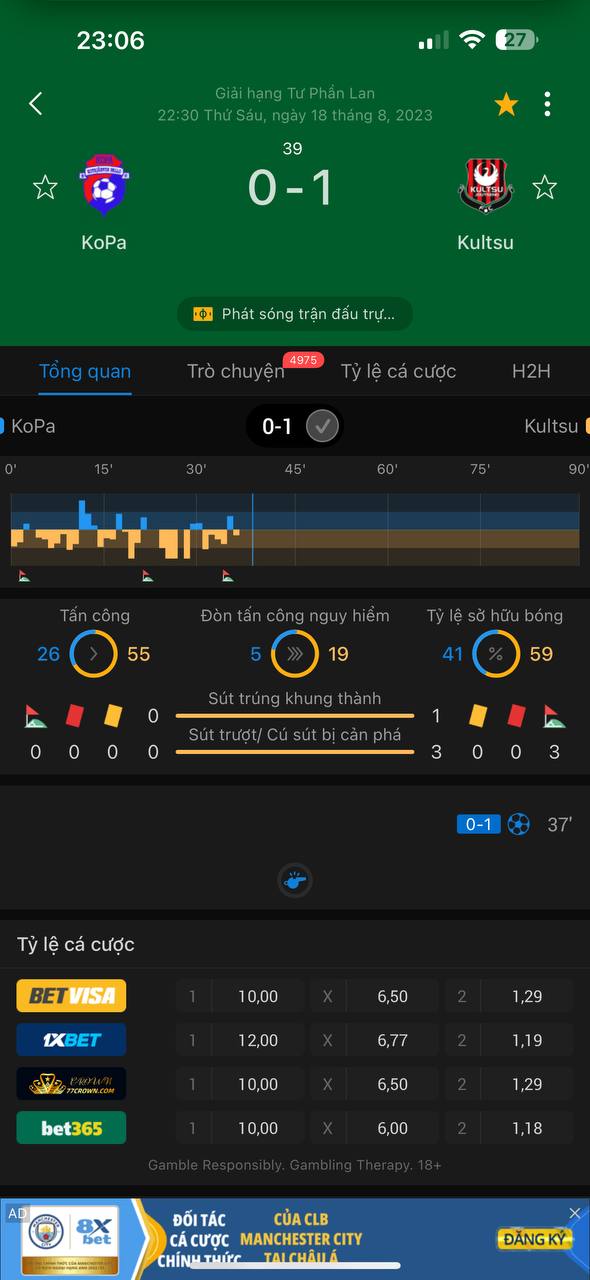 23:06
27
Giải hạng Tư Phần Lan
22:30 Thứ Sáu, ngày 18 tháng 8, 2023
39
0 - 1
KoPa
Kultsu
KULTSU
Phát sóng trận đấu trự...
Tổng quan
Trò chuyện
4975
Tỷ lệ cá cược
H2H
KoPa
0-1
Kultsu
0' 15' 30' 45' 60' 75' 90'
Tấn công
Đòn tấn công nguy hiểm
Tỷ lệ sở hữu bóng
26 55
5 19
41 % 59
Sút trúng khung thành
0 1
Sút trượt/ Cú sút bị cản phá
0 0 0 0 3 0 0 3
0-1 37'
Tỷ lệ cá cược
BETVISA 1 10,00 X 6,50 2 1,29
1XBET 1 12,00 X 6,77 2 1,19
CROWN 77CROWN.COM 1 10,00 X 6,50 2 1,29
bet365 1 10,00 X 6,00 2 1,18
Gamble Responsibly. Gambling Therapy. 18+
AD
8X bet
ĐỐI TÁC
CÁ CƯỢC
CHÍNH THỨC
CỦA CLB
MANCHESTER CITY
TẠI CHÂU Á
ĐĂNG KÝ